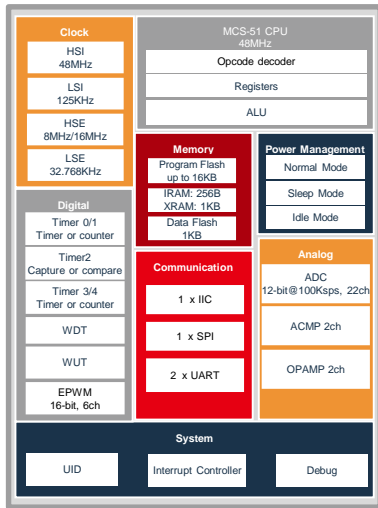 Clock
HSI
48MHz
LSI
125KHz
HSE
8MHz/16MHz
LSE
32.768KHz
MCS-51 CPU
48MHz
Opcode decoder
Registers
ALU
Memory
Program Flash
up to 16KB
IRAM: 256B
XRAM: 1KB
Data Flash
1KB
Power Management
Normal Mode
Sleep Mode
Idle Mode
Digital
Timer 0/1
Timer or counter
Timer2
Capture or compare
Timer 3/4
Timer or counter
WDT
WUT
EPWM
16-bit, 6ch
Communication
1 x IIC
1 x SPI
2 x UART
Analog
ADC
12-bit@100Ksps, 22ch
ACMP 2ch
OPAMP 2ch
System
UID
Interrupt Controller
Debug